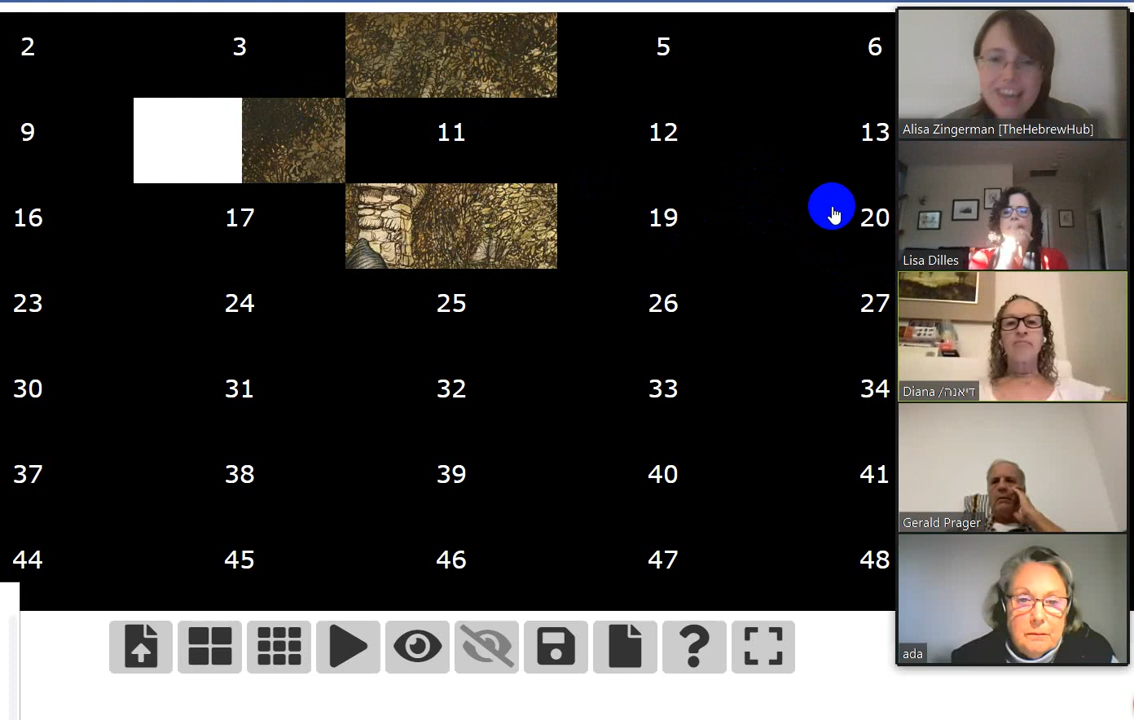 2 3 5 6
9 11 12 13
16 17 19 20
23 24 25 26 27
30 31 32 33 34
37 38 39 40 41
44 45 46 47 48
Alisa Zingerman [TheHebrewHub]
Lisa Dilles
Diana /דיאנה
Gerald Prager
ada
?